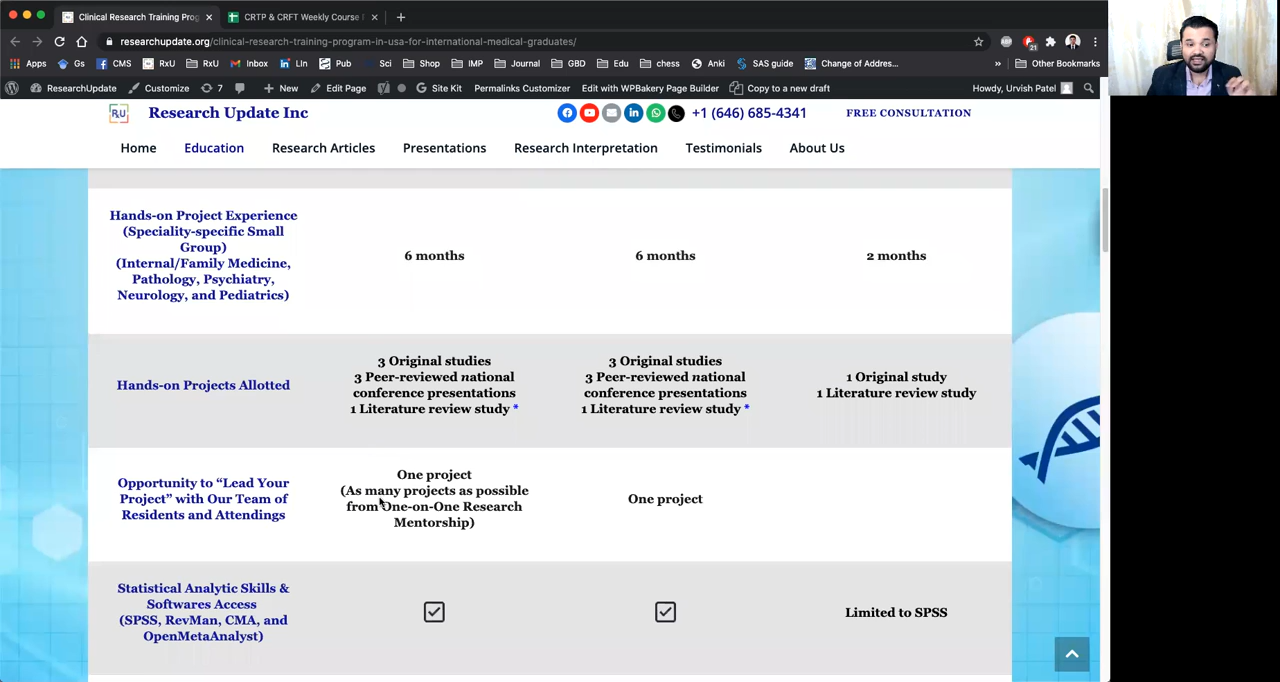 Clinical Research Training Prog
CRTP & CRFT Weekly Course
researchupdate.org/clinical-research-training-program-in-usa-for-international-medical-graduates/
21
Apps
Gs
CMS
RxU
RxU
Inbox
LIn
Pub
Sci
Shop
IMP
Journal
GBD
Edu
chess
Anki
SAS guide
Change of Addres...
»
Other Bookmarks
ResearchUpdate
Customize
7
New
Edit Page
Site Kit
Permalinks Customizer
Edit with WPBakery Page Builder
Copy to a new draft
Howdy, Urvish Patel
RU
Research Update Inc
+1 (646) 685-4341
FREE CONSULTATION
Home
Education
Research Articles
Presentations
Research Interpretation
Testimonials
About Us
Hands-on Project Experience
(Speciality-specific Small
Group)
(Internal/Family Medicine,
Pathology, Psychiatry,
Neurology, and Pediatrics)
6 months
6 months
2 months
Hands-on Projects Allotted
3 Original studies
3 Peer-reviewed national
conference presentations
1 Literature review study *
3 Original studies
3 Peer-reviewed national
conference presentations
1 Literature review study *
1 Original study
1 Literature review study
Opportunity to “Lead Your
Project” with Our Team of
Residents and Attendings
One project
(As many projects as possible
from One-on-One Research
Mentorship)
One project
Statistical Analytic Skills &
Softwares Access
(SPSS, RevMan, CMA, and
OpenMetaAnalyst)
Limited to SPSS